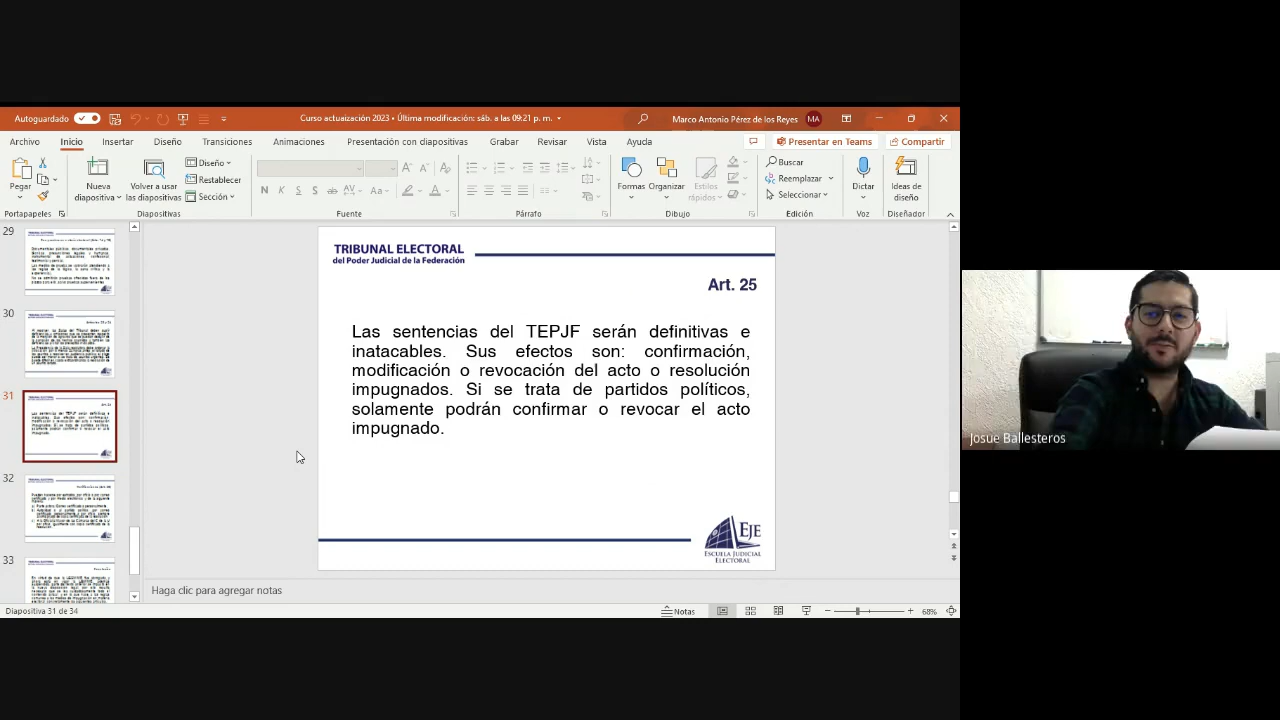 Autoguardado
Curso actuaización 2023 • Última modificación: sáb. a las 09:21 p. m.
Marco Antonio Pérez de los Reyes MA
Archivo Inicio Insertar Diseño Transiciones Animaciones Presentación con diapositivas Grabar Revisar Vista Ayuda
Presentar en Teams Compartir
Pegar
Portapapeles
Nueva
diapositiva
Volver a usar
las diapositivas
Diseño
Restablecer
Sección
Diapositivas
N K S S ab AV Aa A
Fuente
Párrafo
Formas
Organizar
Estilos
rápidos
Dibujo
Buscar
Reemplazar
Seleccionar
Edición
Dictar
Voz
Ideas de
diseño
Diseñador
29
30
31
32
33
TRIBUNAL ELECTORAL
del Poder Judicial de la Federación
Art. 25
Las sentencias del TEPJF serán definitivas e
inatacables. Sus efectos son: confirmación,
modificación o revocación del acto o resolución
impugnados. Si se trata de partidos políticos,
solamente podrán confirmar o revocar el acto
impugnado.
EJE
ESCUELA JUDICIAL
ELECTORAL
Haga clic para agregar notas
Diapositiva 31 de 34
Notas
68%
Josue Ballesteros